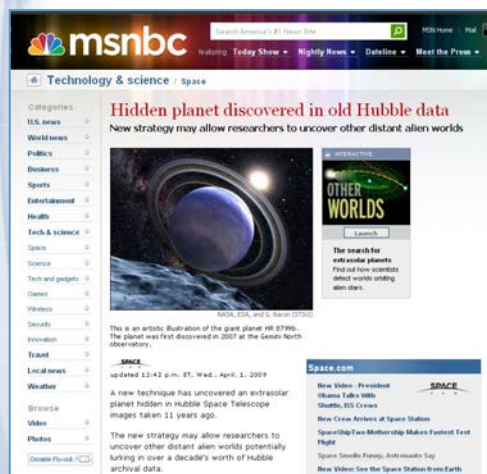 msnbc
Search America's #1 News Site
MSN Home | Mail
featuring Today Show Nightly News Dateline Meet the Press
Technology & science / Space
Categories
U.S. news
World news
Politics
Business
Sports
Entertainment
Health
Tech & science
Space
Science
Tech and gadgets
Games
Wireless
Security
Innovation
Travel
Local news
Weather
Browse
Video
Photos
Disable Fly-out
Hidden planet discovered in old Hubble data
New strategy may allow researchers to uncover other distant alien worlds
NASA, ESA, and G. Bacon (STScI)
This is an artistic illustration of the giant planet HR 8799b.
The planet was first discovered in 2007 at the Gemini North
observatory.
SPACE
updated 12:42 p.m. ET, Wed., April. 1, 2009
A new technique has uncovered an extrasolar
planet hidden in Hubble Space Telescope
images taken 11 years ago.
The new strategy may allow researchers to
uncover other distant alien worlds potentially
lurking in over a decade's worth of Hubble
archival data.
INTERACTIVE
OTHER
WORLDS
Launch
The search for
extrasolar planets
Find out how scientists
detect worlds orbiting
alien stars.
Space.com
SPACE
New Video - President
Obama Talks With
Shuttle, ISS Crews
New Crew Arrives at Space Station
SpaceShipTwo Mothership Makes Fastest Test
Flight
Space Smells Funny, Astronauts Say
New Video: See the Space Station From Earth